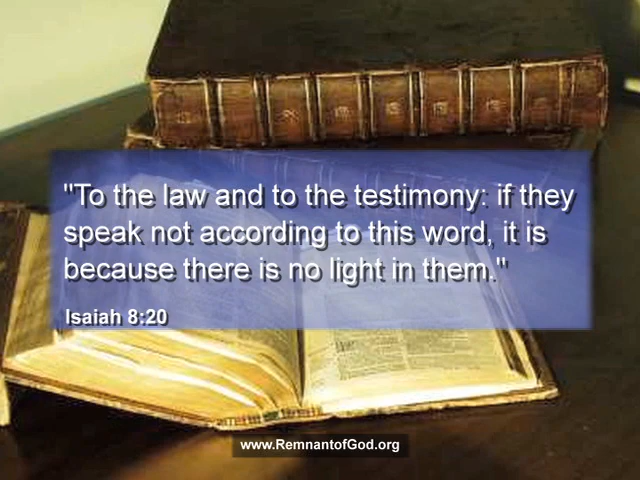 "To the law and to the testimony: if they
speak not according to this word, it is
because there is no light in them."
Isaiah 8:20
www.RemnantofGod.org